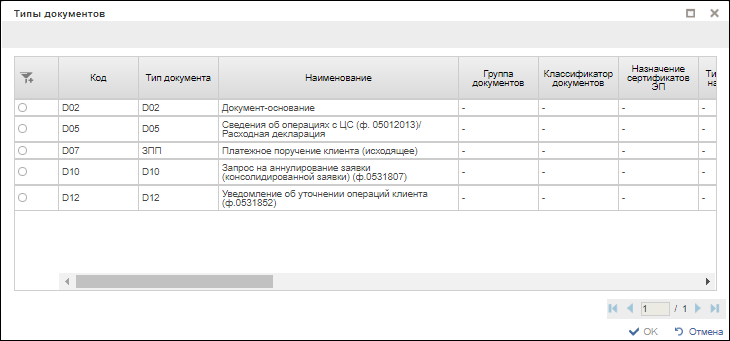 Типы документов
Код
Тип документа
Наименование
Группа
документов
Классификатор
документов
Назначение
сертификатов
ЭП
Ти
на
D02
D02
Документ-основание
-
-
-
-
D05
D05
Сведения об операциях с ЦС (ф. 05012013)/
Расходная декларация
-
-
-
-
D07
ЗПП
Платежное поручение клиента (исходящее)
-
-
-
-
D10
D10
Запрос на аннулирование заявки
(консолидированной заявки) (ф.0531807)
-
-
-
-
D12
D12
Уведомление об уточнении операций клиента
(ф.0531852)
-
-
-
-
1 / 1
OK
Отмена